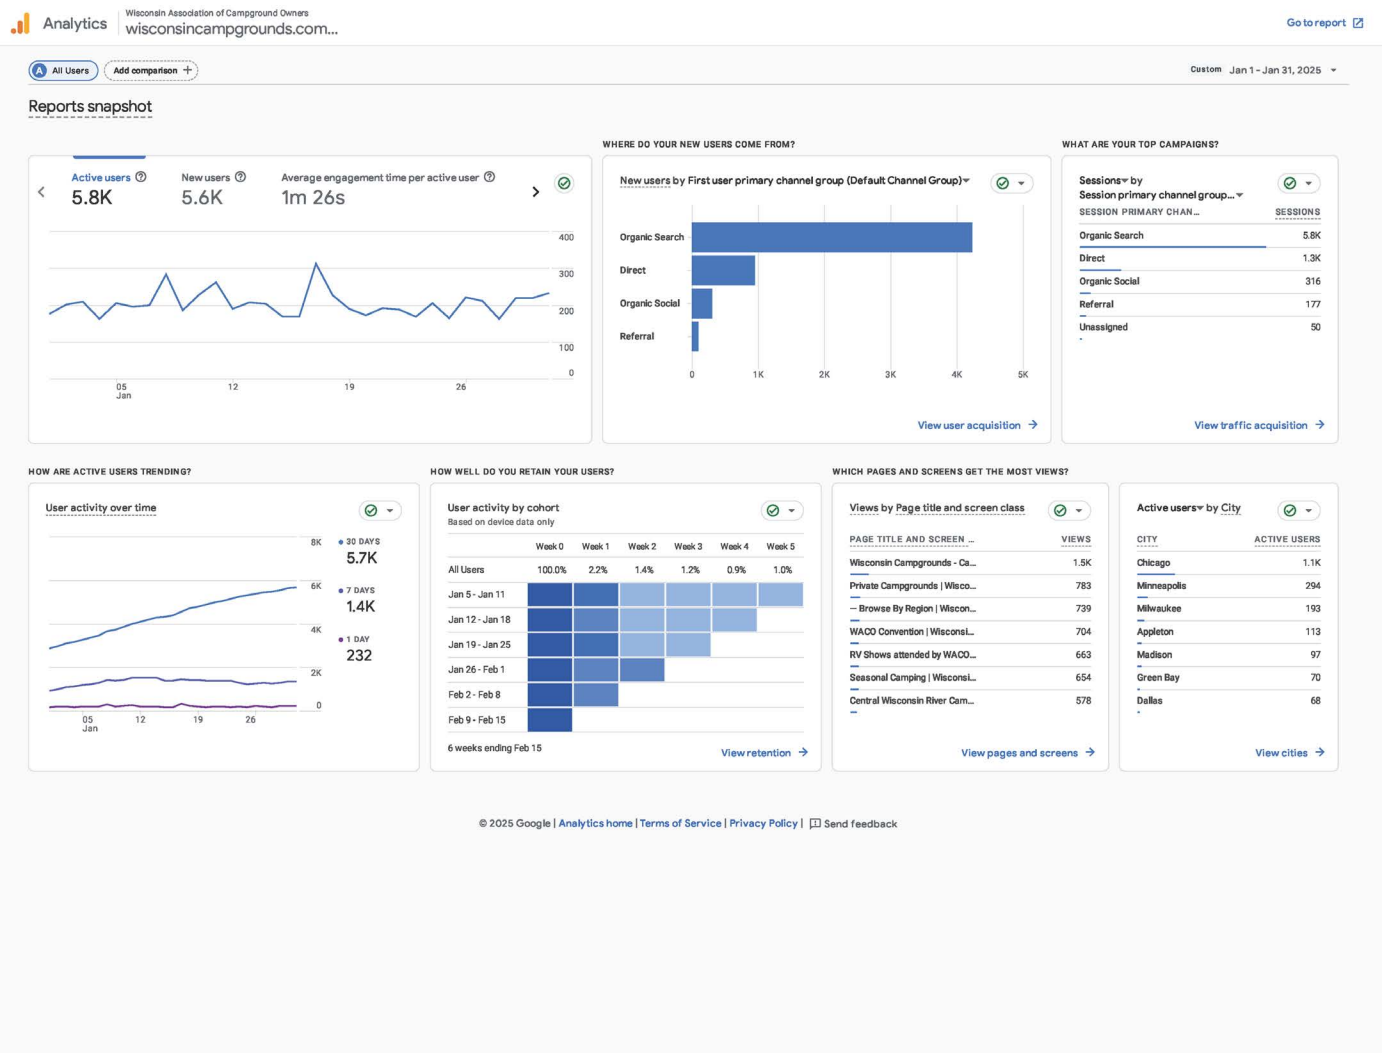 Analytics
Wisconsin Association of Campground Owners
wisconsincampgrounds.com...
Go to report
A All Users
Add comparison
Custom Jan 1 - Jan 31, 2025
Reports snapshot
Active users
5.8K
New users
5.6K
Average engagement time per active user
1m 26s
400
300
200
100
0
05
Jan
12
19
26
WHERE DO YOUR NEW USERS COME FROM?
New users by First user primary channel group (Default Channel Group)
Organic Search
Direct
Organic Social
Referral
0 1K 2K 3K 4K 5K
View user acquisition
WHAT ARE YOUR TOP CAMPAIGNS?
Sessions by
Session primary channel group...
SESSION PRIMARY CHAN... SESSIONS
Organic Search 5.8K
Direct 1.3K
Organic Social 316
Referral 177
Unassigned 50
View traffic acquisition
HOW ARE ACTIVE USERS TRENDING?
User activity over time
8K
6K
4K
2K
0
05
Jan
12
19
26
30 DAYS
5.7K
7 DAYS
1.4K
1 DAY
232
HOW WELL DO YOU RETAIN YOUR USERS?
User activity by cohort
Based on device data only
Week 0 Week 1 Week 2 Week 3 Week 4 Week 5
All Users 100.0% 2.2% 1.4% 1.2% 0.9% 1.0%
Jan 5 - Jan 11
Jan 12 - Jan 18
Jan 19 - Jan 25
Jan 26 - Feb 1
Feb 2 - Feb 8
Feb 9 - Feb 15
6 weeks ending Feb 15
View retention
WHICH PAGES AND SCREENS GET THE MOST VIEWS?
Views by Page title and screen class
PAGE TITLE AND SCREEN ... VIEWS
Wisconsin Campgrounds - Ca... 1.5K
Private Campgrounds | Wisco... 783
— Browse By Region | Wiscon... 739
WACO Convention | Wisconsi... 704
RV Shows attended by WACO... 663
Seasonal Camping | Wisconsi... 654
Central Wisconsin River Cam... 578
View pages and screens
Active users by City
CITY ACTIVE USERS
Chicago 1.1K
Minneapolis 294
Milwaukee 193
Appleton 113
Madison 97
Green Bay 70
Dallas 68
View cities
© 2025 Google | Analytics home | Terms of Service | Privacy Policy | Send feedback